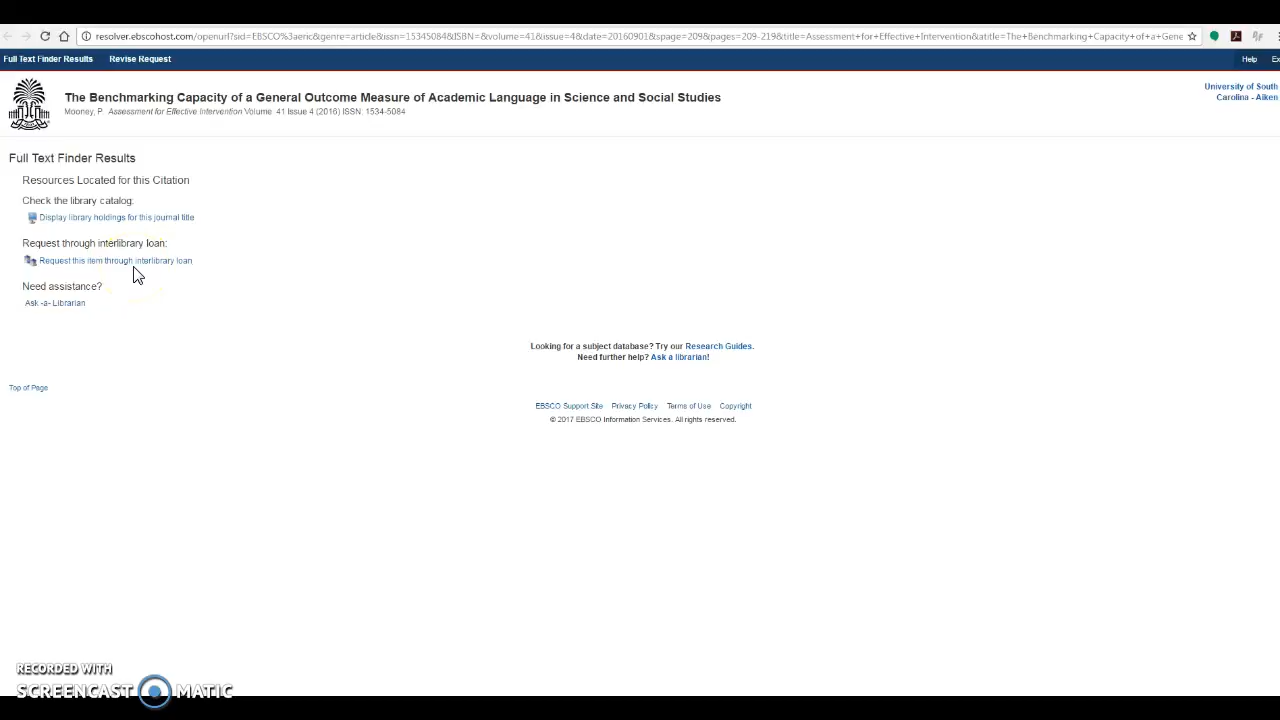 resolver.ebscohost.com/openurl?sid=EBSCO%3aeric&genre=article&issn=15345084&ISBN=&volume=41&issue=4&date=20160901&spage=209&pages=209-219&title=Assessment+for+Effective+Intervention&atitle=The+Benchmarking+Capacity+of+a+Gene
Full Text Finder Results Revise Request Help Ex
The Benchmarking Capacity of a General Outcome Measure of Academic Language in Science and Social Studies
Mooney, P. Assessment for Effective Intervention Volume: 41 Issue 4 (2016) ISSN: 1534-5084
University of South
Carolina - Aiken
Full Text Finder Results
Resources Located for this Citation
Check the library catalog:
Display library holdings for this journal title
Request through interlibrary loan:
Request this item through interlibrary loan
Need assistance?
Ask -a- Librarian
Looking for a subject database? Try our Research Guides.
Need further help? Ask a librarian!
Top of Page
EBSCO Support Site Privacy Policy Terms of Use Copyright
© 2017 EBSCO Information Services. All rights reserved.
RECORDED WITH
SCREENCAST MATIC